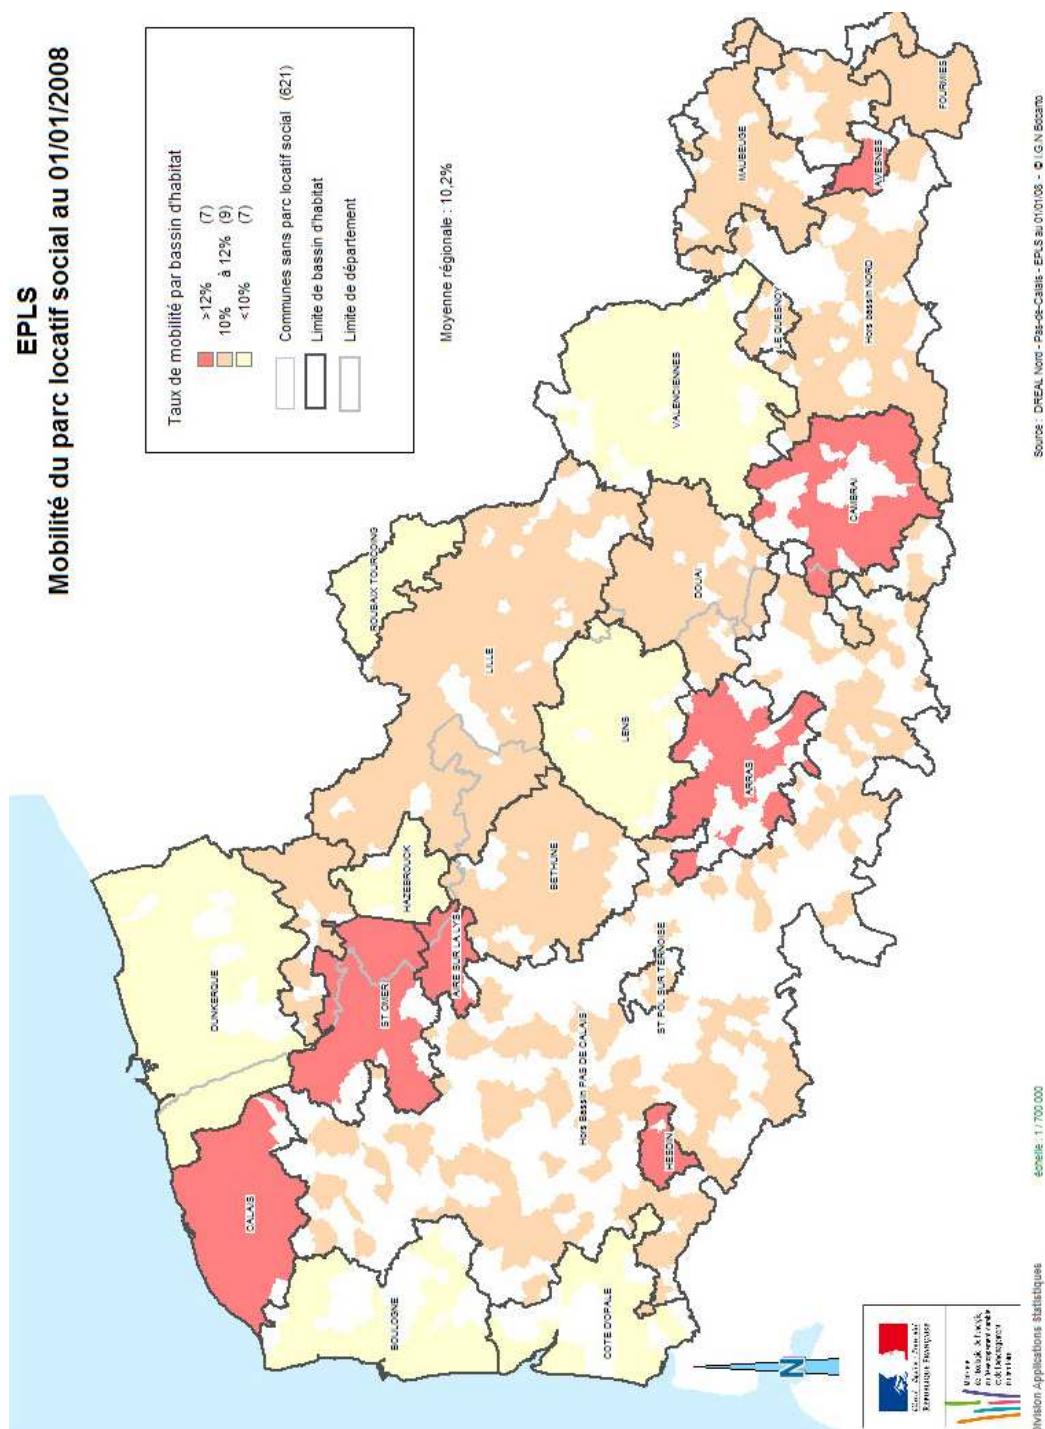 EPLS
Mobilité du parc locatif social au 01/01/2008
Taux de mobilité par bassin d'habitat
>12% (7)
10% à 12% (9)
<10% (7)
Communes sans parc locatif social (621)
Limite de bassin d'habitat
Limite de département
Moyenne régionale : 10,2%
DUNKERQUE
CALAIS
BOULOGNE
COTE D'OPALE
ST OMER
HAZEBROUCK
AIRE SUR LA LYS
ROUBAIX TOURCOING
LILLE
BETHUNE
LENS
DOUAI
VALENCIENNES
MAUBEUGE
LE QUESNOY
AVESNES
FOURMIES
Hors bassin NORD
CAMBRAI
ARRAS
ST POL SUR TERNOISE
Hors Bassin PAS DE CALAIS
HESDIN
N
Liberté • Égalité • Fraternité
RÉPUBLIQUE FRANÇAISE
Division Applications Statistiques
échelle : 1 / 700 000
Source : DREAL Nord - Pas-de-Calais - EPLS au 01/01/08 - © I.G.N Bdcarto